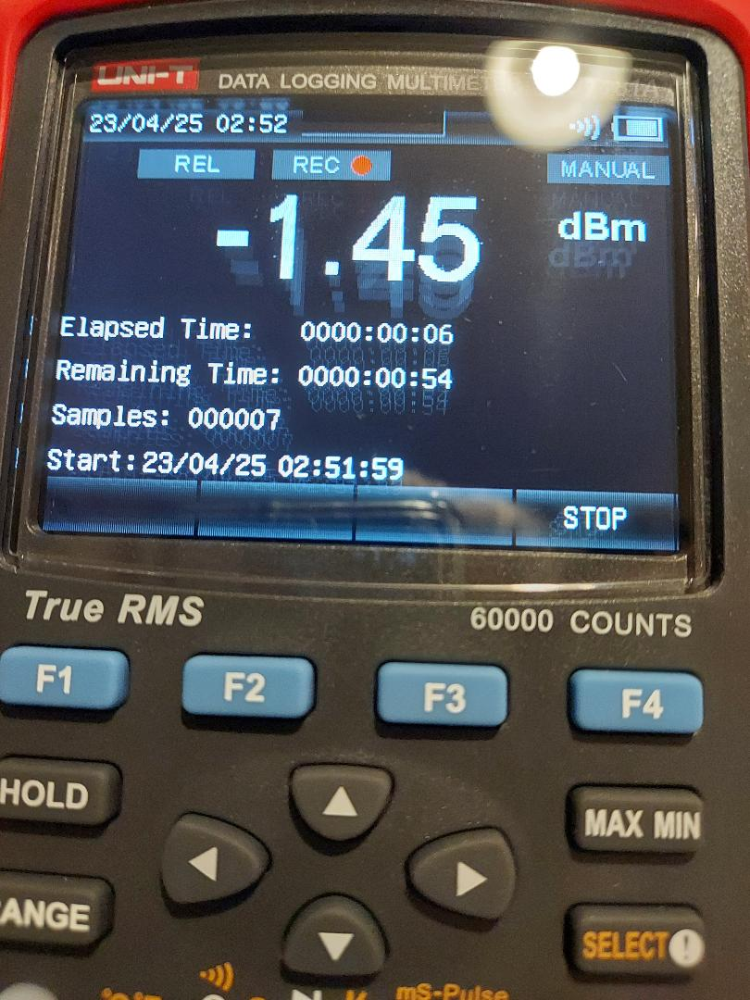 UNI-T DATA LOGGING MULTIMETER
23/04/25 02:52
REL REC MANUAL
-1.45 dBm
Elapsed Time: 0000:00:06
Remaining Time: 0000:00:54
Samples: 000007
Start: 23/04/25 02:51:59
STOP
True RMS 60000 COUNTS
F1 F2 F3 F4
HOLD
MAX MIN
ANGE
SELECT !
mS-Pulse